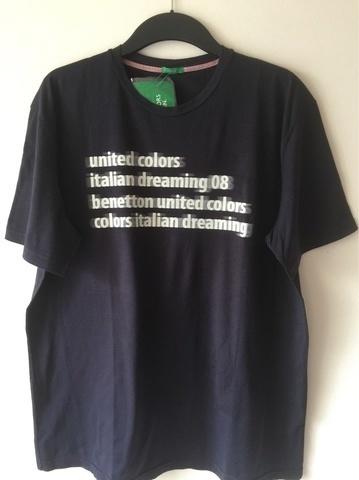 united colors
italian dreaming 08
benetton united colors
colors italian dreaming